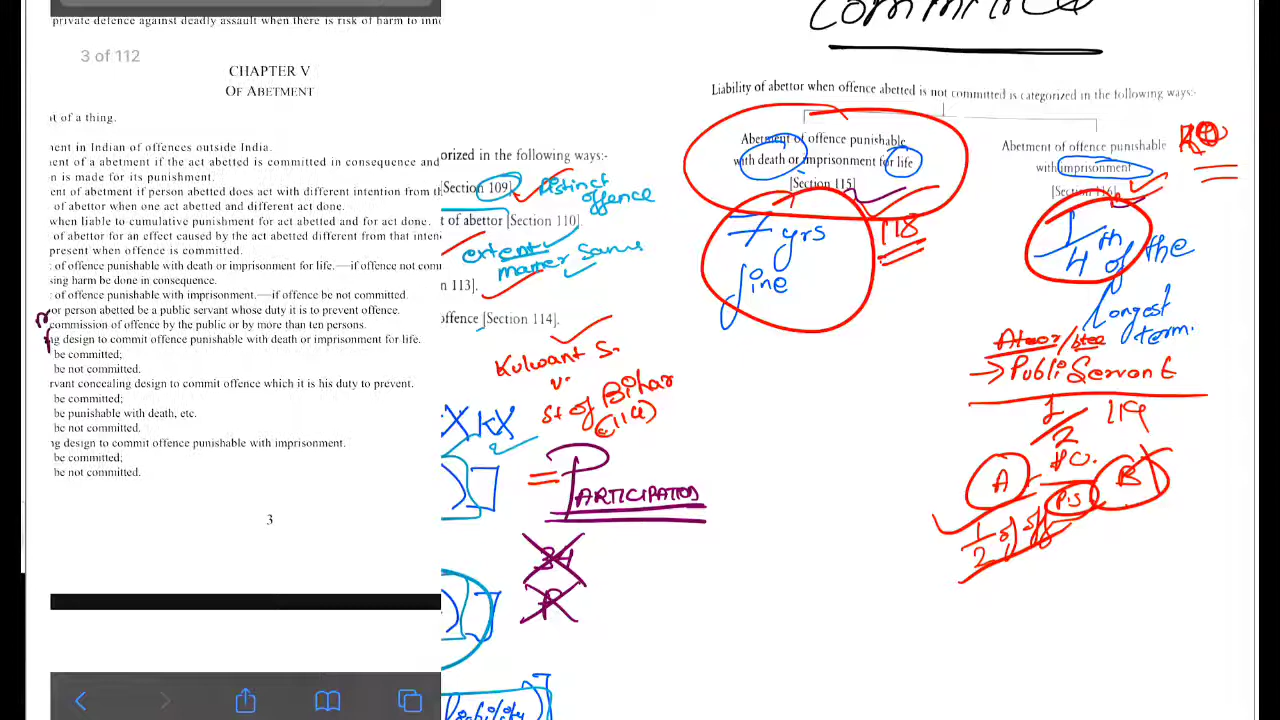 private defence against deadly assault when there is risk of harm to inno
3 of 112
CHAPTER V
OF ABETMENT
t of a thing.
nent in Indian of offences outside India.
ent of a abetment if the act abetted is committed in consequence and
n is made for its punishment.
ent of abetment if person abetted does act with different intention from th
of abettor when one act abetted and different act done.
when liable to cumulative punishment for act abetted and for act done.
of abettor for an effect caused by the act abetted different from that inten
present when offence is committed.
of offence punishable with death or imprisonment for life.—if offence not com
sing harm be done in consequence.
of offence punishable with imprisonment.—if offence be not committed.
or person abetted be a public servant whose duty it is to prevent offence.
commission of offence by the public or by more than ten persons.
ng design to commit offence punishable with death or imprisonment for life.
be committed;
be not committed.
rvant concealing design to commit offence which it is his duty to prevent.
be committed;
be punishable with death, etc.
be not committed.
ng design to commit offence punishable with imprisonment.
be committed;
be not committed.
3
orized in the following ways:-
[Section 109]
Distinct
offence
t of abettor [Section 110]
extent
matter same
n 113].
offence [Section 114].
Kulwant S.
v.
St of Bihar
(114)
= PARTICIPATION
34
Liability of abettor when offence abetted is not committed is categorized in the following ways:-
Abetment of offence punishable
with death or imprisonment for life
[Section 115]
7 yrs
fine
118
Abetment of offence punishable
with imprisonment
[Section 116]
1/4 th of the
longest
term.
→ Public Servant
1/2 119
A
P.S
B
1/2 of off